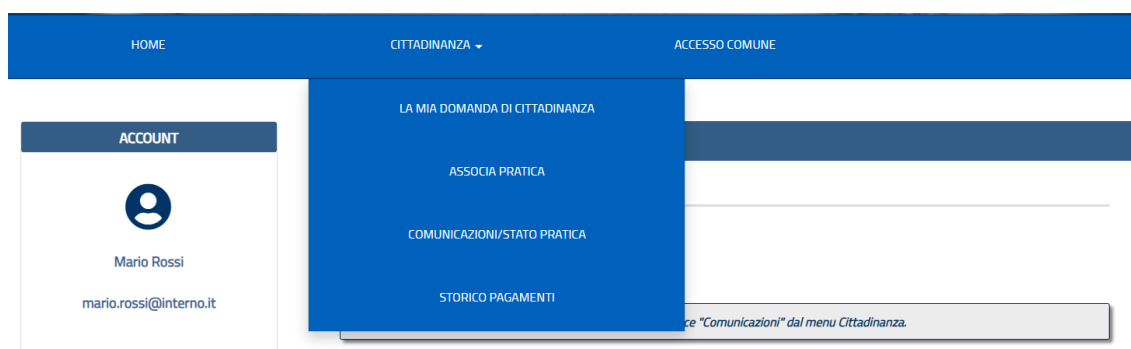 HOME CITTADINANZA ACCESSO COMUNE
LA MIA DOMANDA DI CITTADINANZA
ACCOUNT
ASSOCIA PRATICA
COMUNICAZIONI/STATO PRATICA
Mario Rossi
STORICO PAGAMENTI
mario.rossi@interno.it
"Comunicazioni" dal menu Cittadinanza.